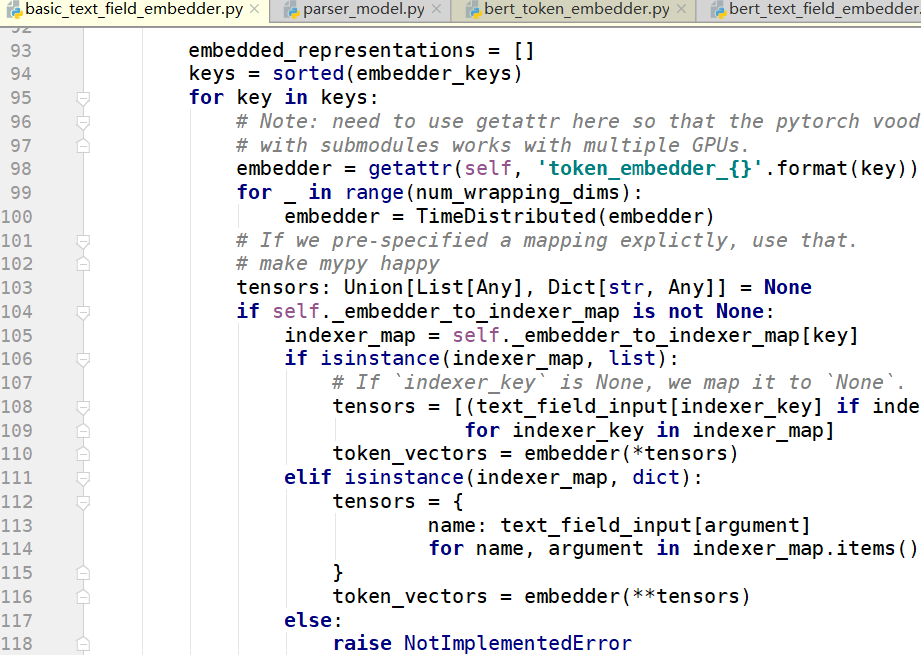 basic_text_field_embedder.py parser_model.py bert_token_embedder.py bert_text_field_embedder.
93 embedded_representations = []
94 keys = sorted(embedder_keys)
95 for key in keys:
96 # Note: need to use getattr here so that the pytorch vood
97 # with submodules works with multiple GPUs.
98 embedder = getattr(self, 'token_embedder_{}'.format(key))
99 for _ in range(num_wrapping_dims):
100 embedder = TimeDistributed(embedder)
101 # If we pre-specified a mapping explictly, use that.
102 # make mypy happy
103 tensors: Union[List[Any], Dict[str, Any]] = None
104 if self._embedder_to_indexer_map is not None:
105 indexer_map = self._embedder_to_indexer_map[key]
106 if isinstance(indexer_map, list):
107 # If `indexer_key` is None, we map it to `None`.
108 tensors = [(text_field_input[indexer_key] if inde
109 for indexer_key in indexer_map]
110 token_vectors = embedder(*tensors)
111 elif isinstance(indexer_map, dict):
112 tensors = {
113 name: text_field_input[argument]
114 for name, argument in indexer_map.items()
115 }
116 token_vectors = embedder(**tensors)
117 else:
118 raise NotImplementedError